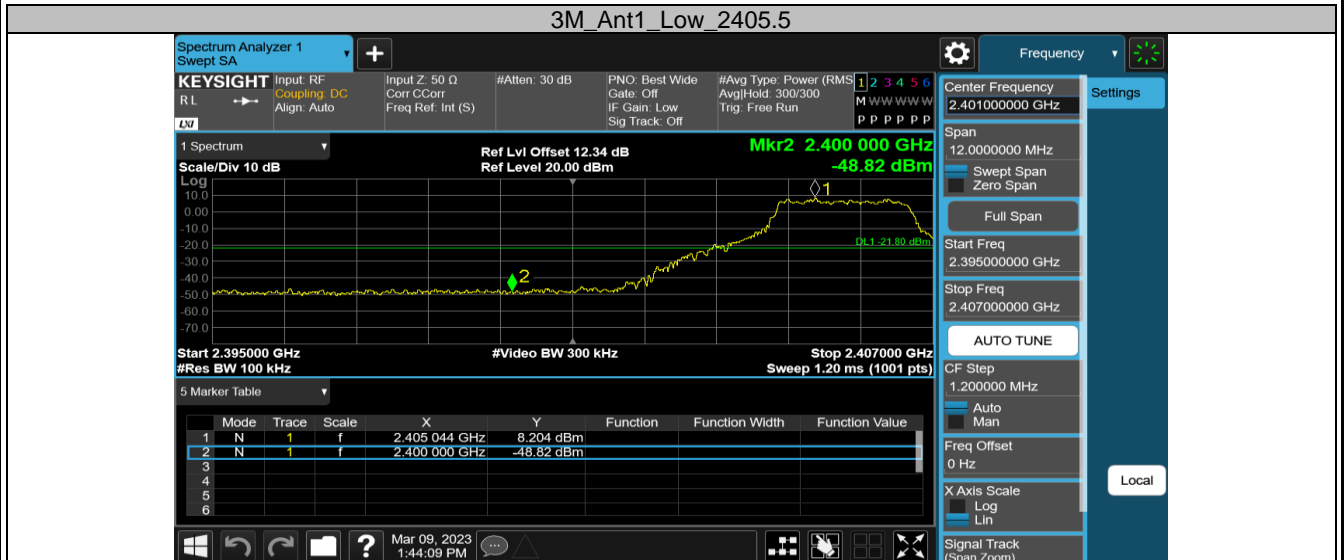 3M_Ant1_Low_2405.5
Spectrum Analyzer 1
Swept SA
+
Frequency
KEYSIGHT
RL
LXI
Input: RF
Coupling: DC
Align: Auto
Input Z: 50 Ω
Corr CCorr
Freq Ref: Int (S)
#Atten: 30 dB
PNO: Best Wide
Gate: Off
IF Gain: Low
Sig Track: Off
#Avg Type: Power (RMS
Avg|Hold: 300/300
Trig: Free Run
1 2 3 4 5 6
M W W W W W
P P P P P P
1 Spectrum
Scale/Div 10 dB
Ref Lvl Offset 12.34 dB
Ref Level 20.00 dBm
Mkr2 2.400 000 GHz
-48.82 dBm
Log
10.0
0.00
-10.0
-20.0
-30.0
-40.0
-50.0
-60.0
-70.0
1
2
DL1 -21.80 dBm
Start 2.395000 GHz
#Video BW 300 kHz
Stop 2.407000 GHz
#Res BW 100 kHz
Sweep 1.20 ms (1001 pts)
5 Marker Table
Mode Trace Scale X Y Function Function Width Function Value
1 N 1 f 2.405 044 GHz 8.204 dBm
2 N 1 f 2.400 000 GHz -48.82 dBm
3
4
5
6
?
Mar 09, 2023
1:44:09 PM
Center Frequency
2.401000000 GHz
Settings
Span
12.0000000 MHz
Swept Span
Zero Span
Full Span
Start Freq
2.395000000 GHz
Stop Freq
2.407000000 GHz
AUTO TUNE
CF Step
1.200000 MHz
Auto
Man
Freq Offset
0 Hz
Local
X Axis Scale
Log
Lin
Signal Track
(Span Zoom)